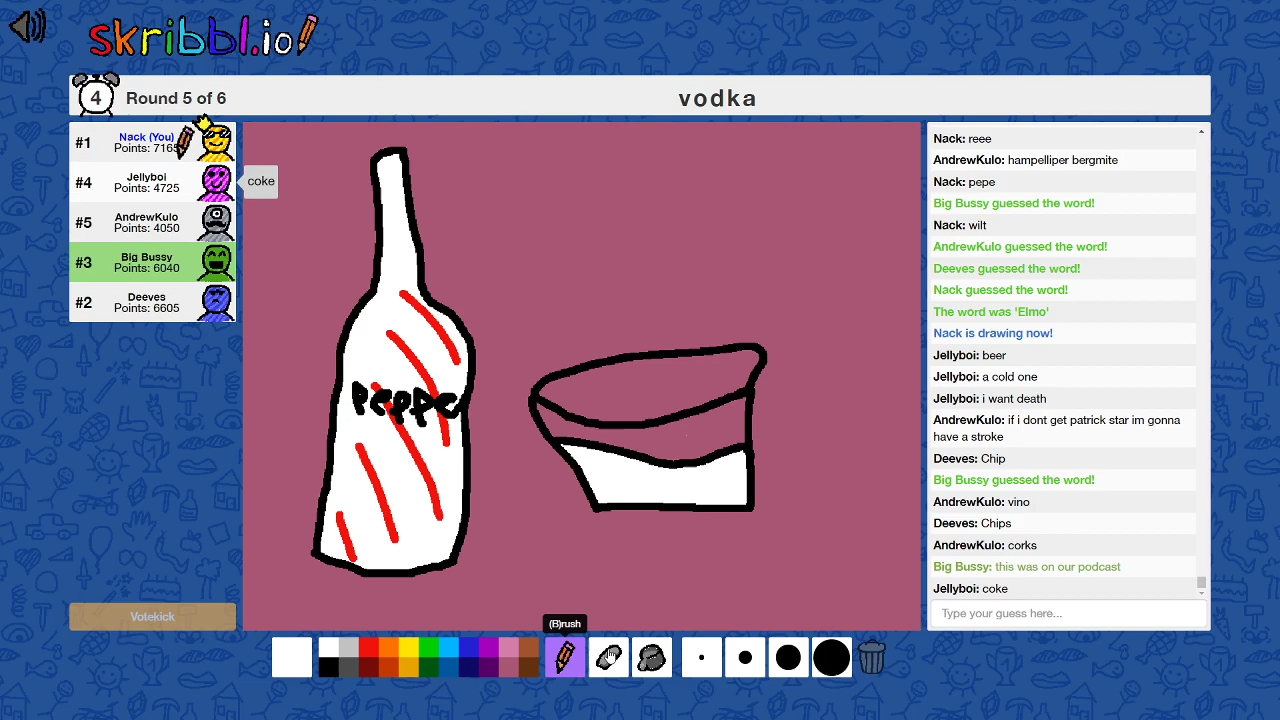 skribbl.io
4
Round 5 of 6
vodka
#1
Nack (You)
Points: 7165
#4
Jellyboi
Points: 4725
coke
#5
AndrewKulo
Points: 4050
#3
Big Bussy
Points: 6040
#2
Deeves
Points: 6605
Votekick
Peppe
Nack: reee
AndrewKulo: hampelliper bergmite
Nack: pepe
Big Bussy guessed the word!
Nack: wilt
AndrewKulo guessed the word!
Deeves guessed the word!
Nack guessed the word!
The word was 'Elmo'
Nack is drawing now!
Jellyboi: beer
Jellyboi: a cold one
Jellyboi: i want death
AndrewKulo: if i dont get patrick star im gonna
have a stroke
Deeves: Chip
Big Bussy guessed the word!
AndrewKulo: vino
Deeves: Chips
AndrewKulo: corks
Big Bussy: this was on our podcast
Jellyboi: coke
Type your guess here...
(B)rush